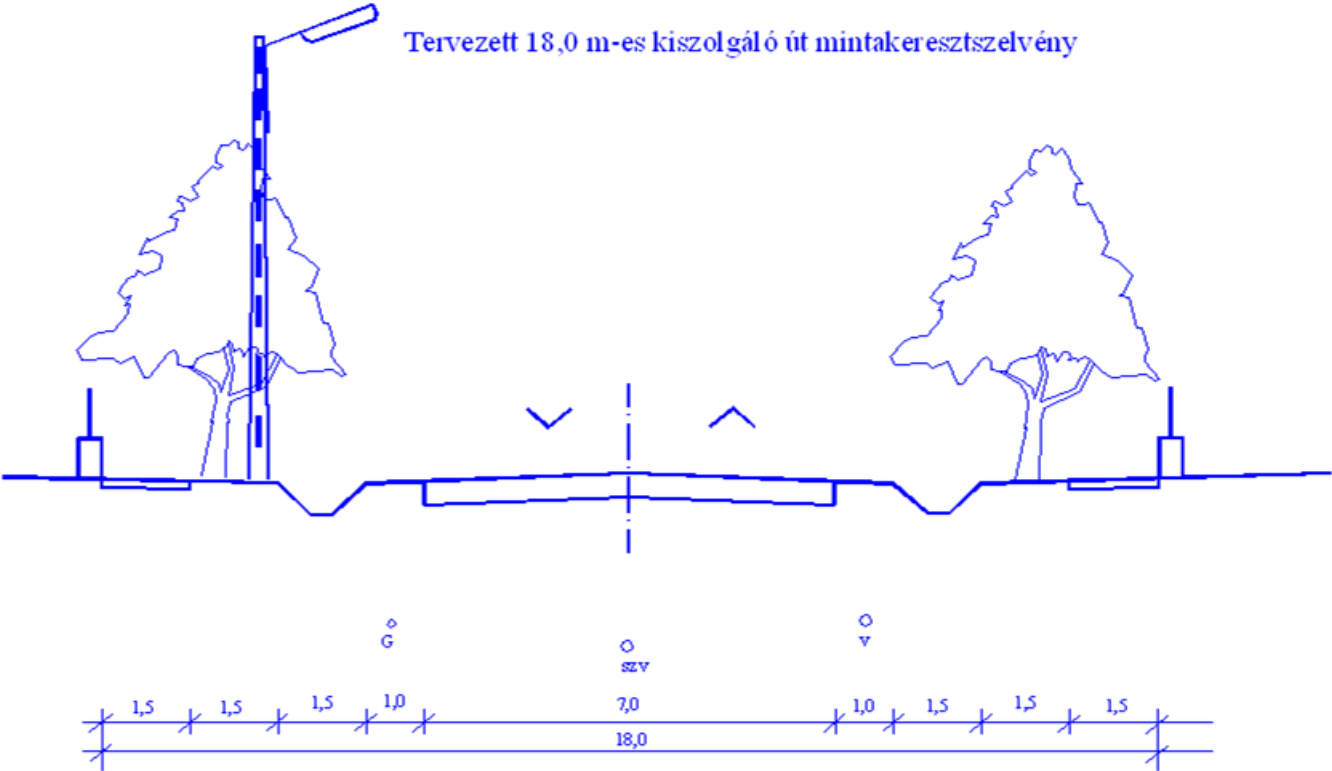 Tervezett 18,0 m-es kiszolgáló út mintakeresztszelvény
G
szv
v
1,5 1,5 1,5 1,0 7,0 1,0 1,5 1,5 1,5
18,0